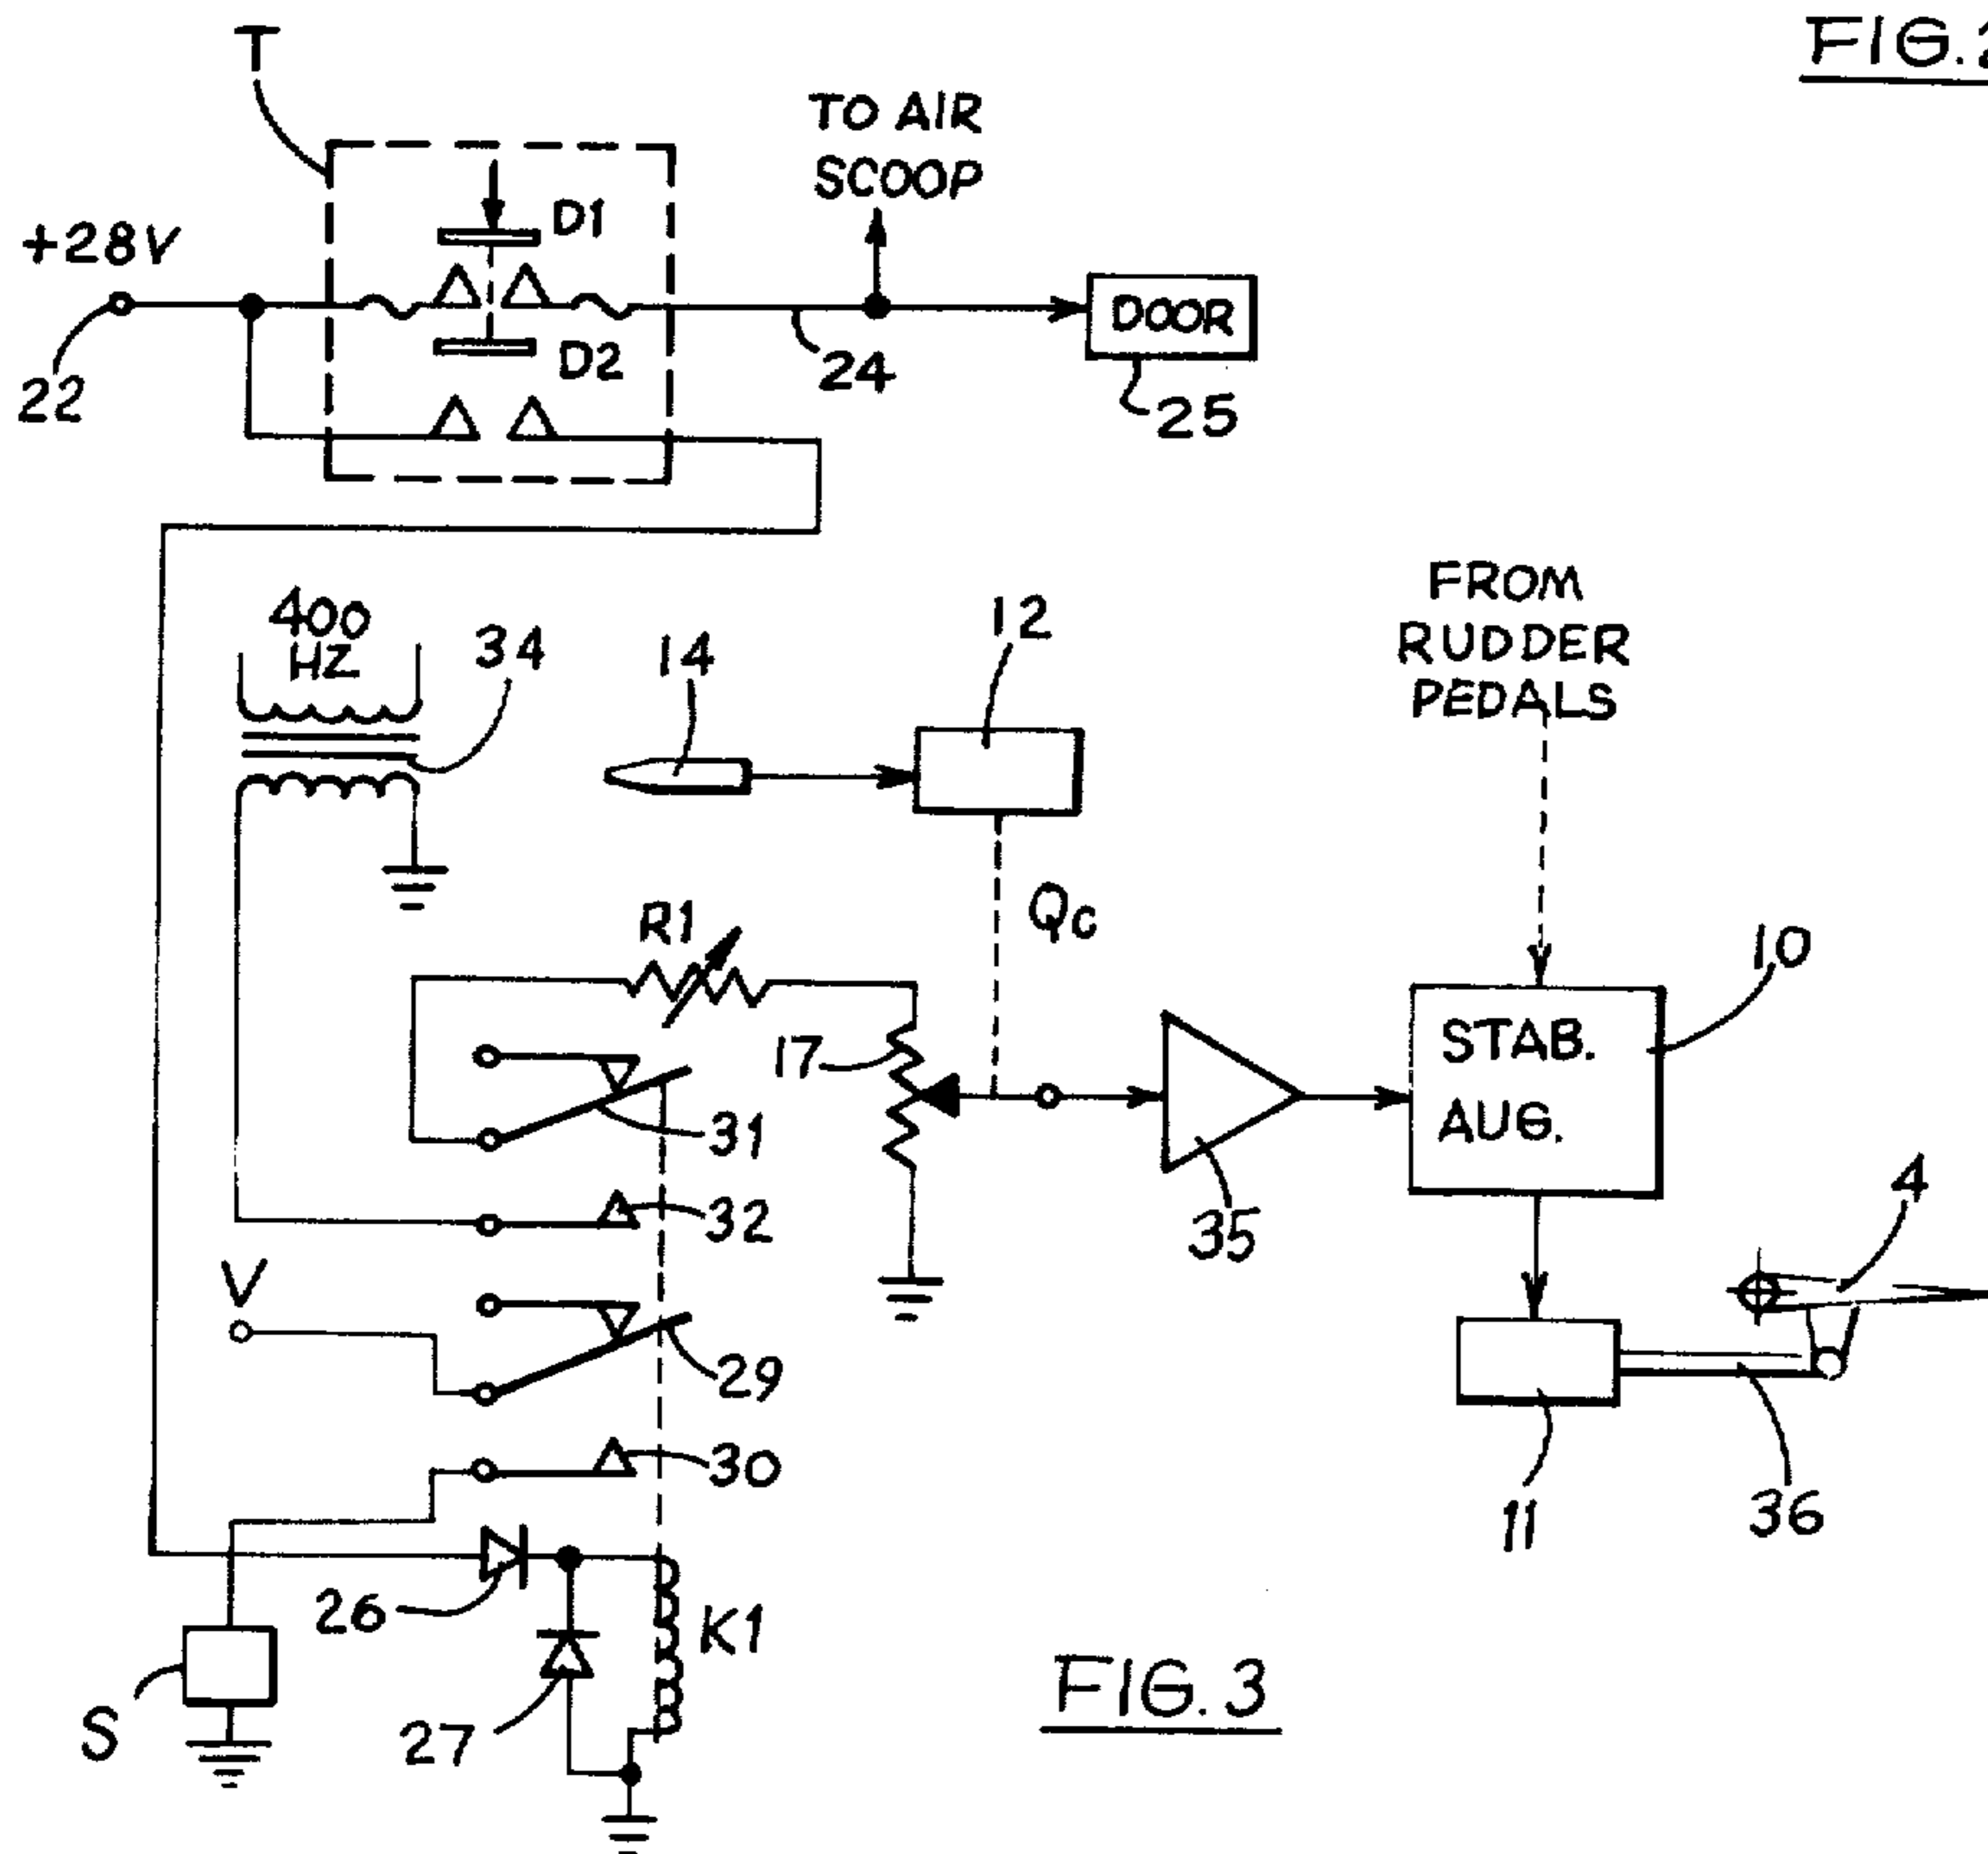 FIG. 2
T
TO AIR
SCOOP
D1
+28V
DOOR
D2
24
22
25
400
HZ
34
14
12
FROM
RUDDER
PEDALS
QC
R1
10
17
STAB.
AUG.
31
32
35
4
V
29
30
11
36
26
K1
27
S
FIG. 3